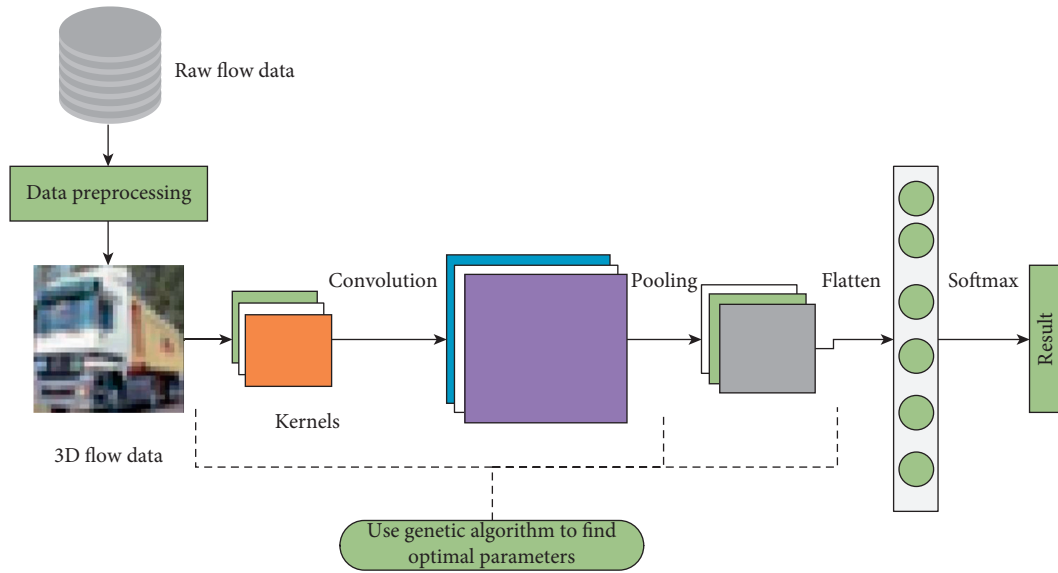 Raw flow data
Data preprocessing
Convolution
Pooling
Flatten
Softmax
Result
Kernels
3D flow data
Use genetic algorithm to find
optimal parameters